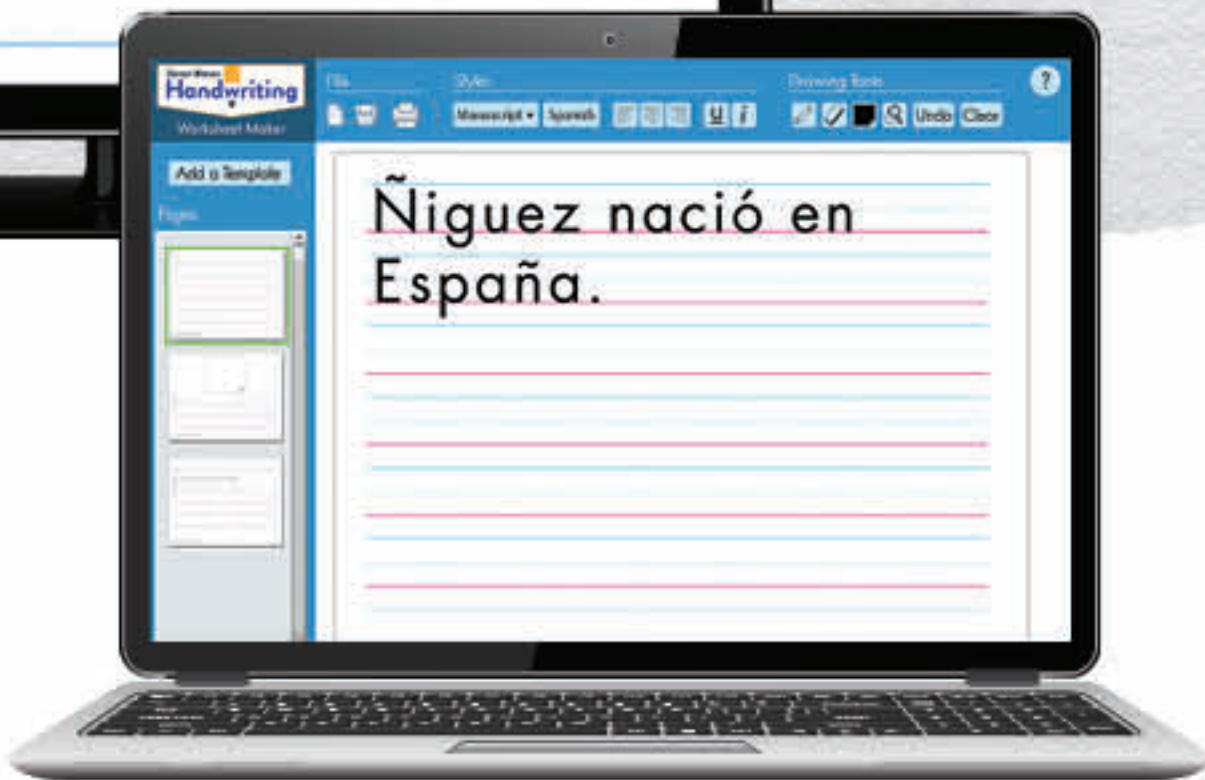 Handwriting
Worksheet Maker
File
Styles
Drawing Tools
?
Manuscript Spanish
U i
Undo Clear
Add a Template
Pages
Ñiguez nació en
España.